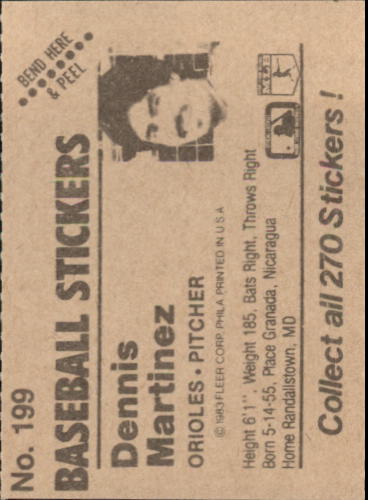 No. 199
BEND HERE
& PEEL
BASEBALL STICKERS
Dennis
Martinez
ORIOLES • PITCHER
© 1983 FLEER CORP. PHILA. PRINTED IN U.S.A.
Height 6'1", Weight 185, Bats Right, Throws Right
Born 5-14-55, Place Granada, Nicaragua
Home Randallstown, MD
Collect all 270 Stickers!